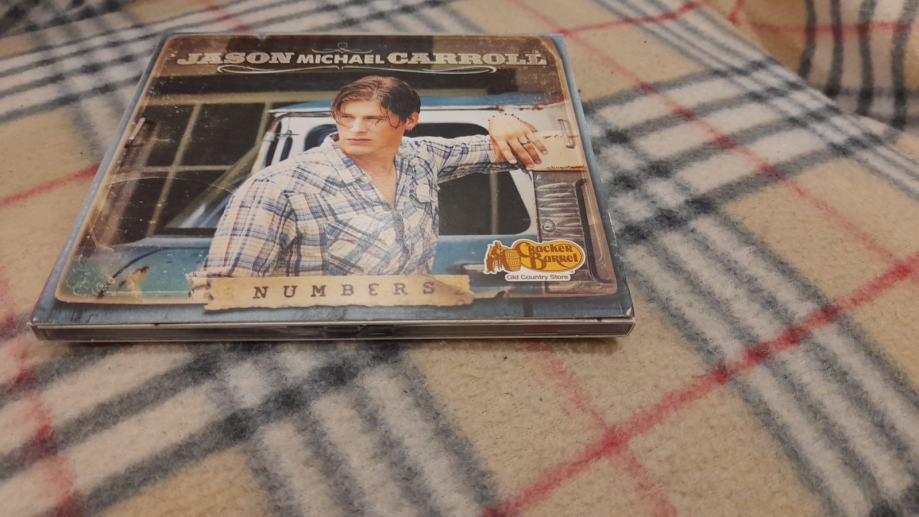 JASON MICHAEL CARROLL
Cracker
Barrel
Old Country Store
NUMBERS